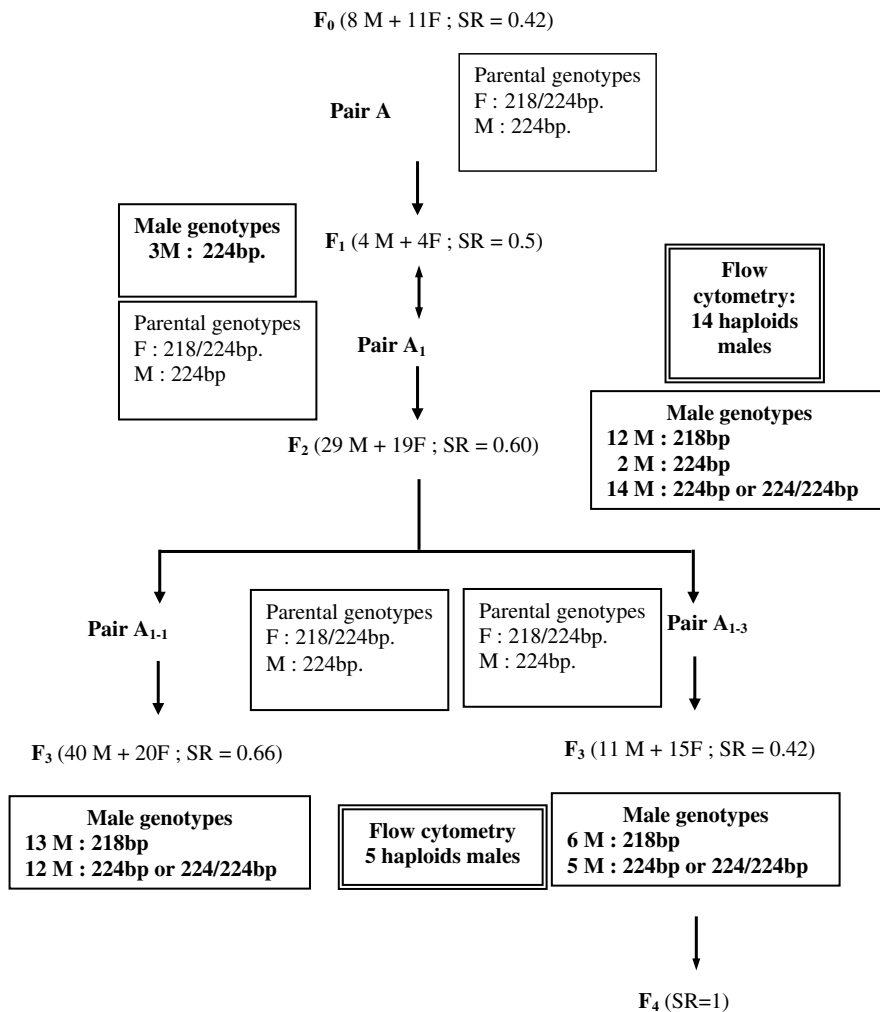 F₀ (8 M + 11F ; SR = 0.42)
Parental genotypes
F : 218/224bp.
M : 224bp.
Pair A
Male genotypes
3M : 224bp.
F₁ (4 M + 4F ; SR = 0.5)
Flow
cytometry:
14 haploids
males
Parental genotypes
F : 218/224bp.
M : 224bp
Pair A₁
Male genotypes
12 M : 218bp
2 M : 224bp
14 M : 224bp or 224/224bp
F₂ (29 M + 19F ; SR = 0.60)
Pair A₁₋₁
Parental genotypes
F : 218/224bp.
M : 224bp.
Parental genotypes
F : 218/224bp.
M : 224bp.
Pair A₁₋₃
F₃ (40 M + 20F ; SR = 0.66)
F₃ (11 M + 15F ; SR = 0.42)
Male genotypes
13 M : 218bp
12 M : 224bp or 224/224bp
Flow cytometry
5 haploids males
Male genotypes
6 M : 218bp
5 M : 224bp or 224/224bp
F₄ (SR=1)